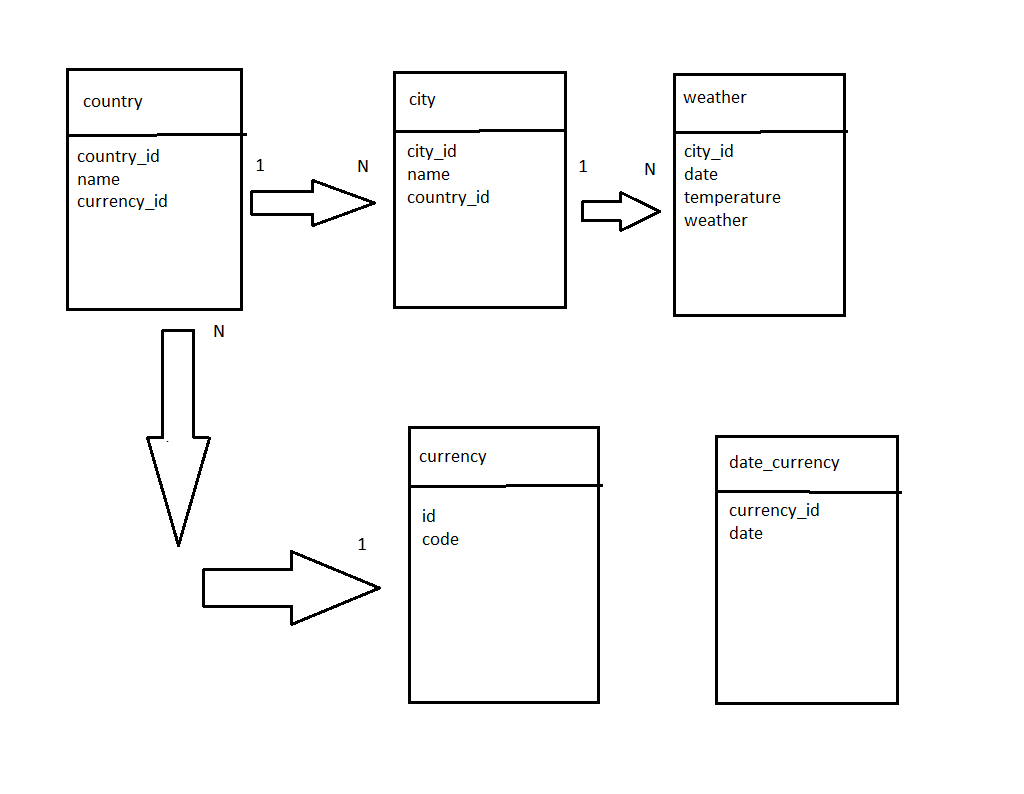 country
country_id
name
currency_id
1
N
city
city_id
name
country_id
1
N
weather
city_id
date
temperature
weather
N
1
currency
id
code
date_currency
currency_id
date